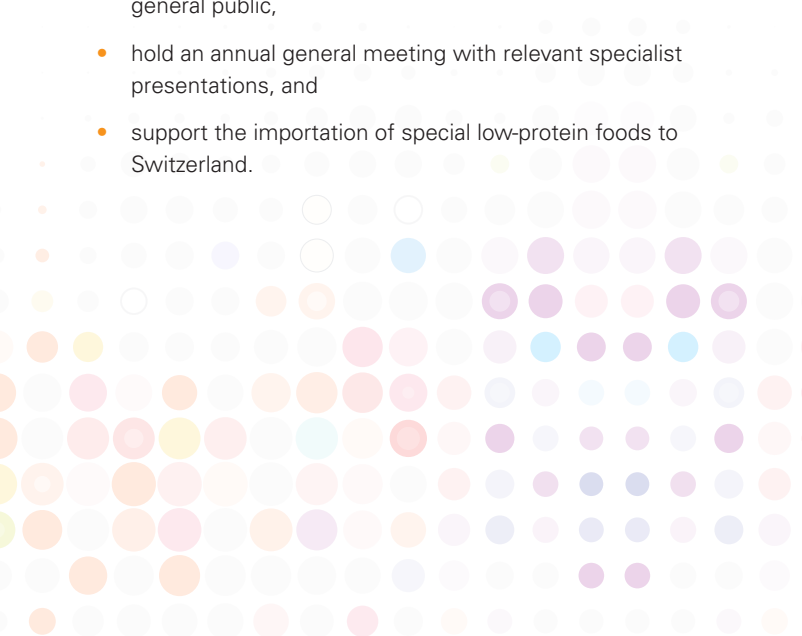 general public,
• hold an annual general meeting with relevant specialist
presentations, and
• support the importation of special low-protein foods to
Switzerland.